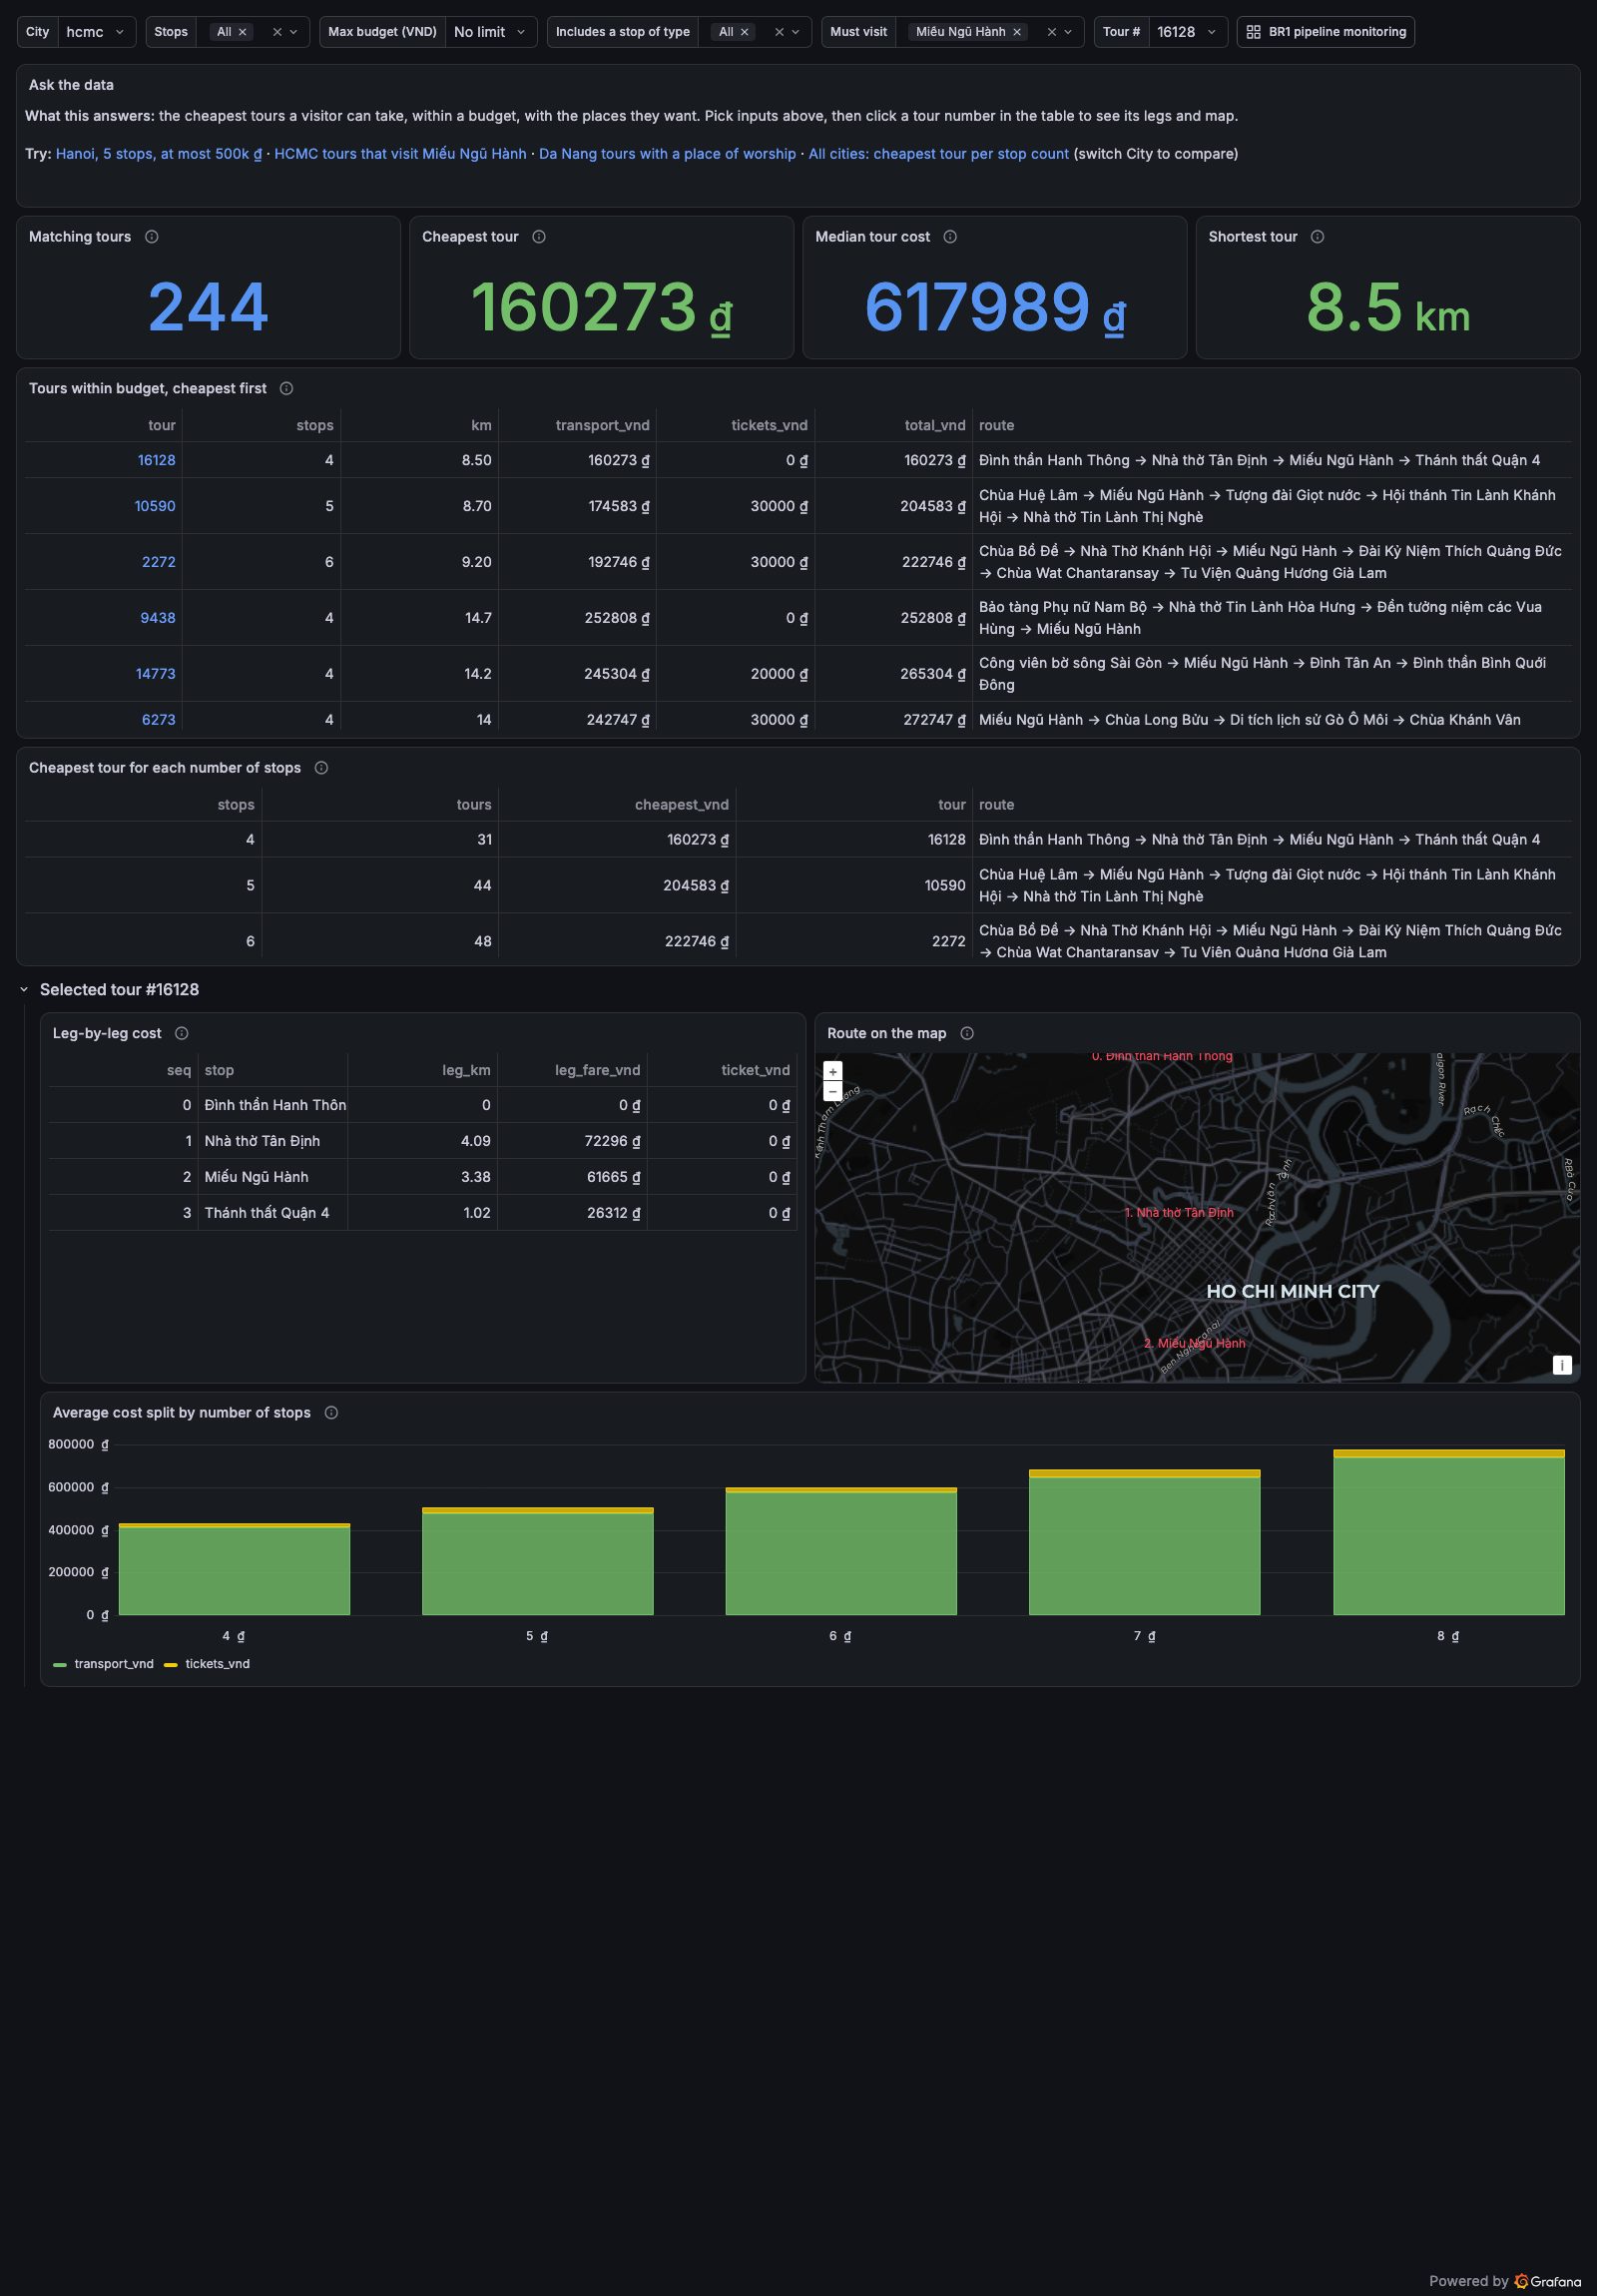 City hcmc Stops All Max budget (VND) No limit Includes a stop of type All Must visit Miếu Ngũ Hành Tour # 16128 BR1 pipeline monitoring
Ask the data
What this answers: the cheapest tours a visitor can take, within a budget, with the places they want. Pick inputs above, then click a tour number in the table to see its legs and map.
Try: Hanoi, 5 stops, at most 500k ₫ · HCMC tours that visit Miếu Ngũ Hành · Da Nang tours with a place of worship · All cities: cheapest tour per stop count (switch City to compare)
Matching tours
244
Cheapest tour
160273 ₫
Median tour cost
617989 ₫
Shortest tour
8.5 km
Tours within budget, cheapest first
tour stops km transport_vnd tickets_vnd total_vnd route
16128 4 8.50 160273 ₫ 0 ₫ 160273 ₫ Đình thần Hanh Thông → Nhà thờ Tân Định → Miếu Ngũ Hành → Thánh thất Quận 4
10590 5 8.70 174583 ₫ 30000 ₫ 204583 ₫ Chùa Huệ Lâm → Miếu Ngũ Hành → Tượng đài Giọt nước → Hội thánh Tin Lành Khánh
Hội → Nhà thờ Tin Lành Thị Nghè
2272 6 9.20 192746 ₫ 30000 ₫ 222746 ₫ Chùa Bồ Đề → Nhà Thờ Khánh Hội → Miếu Ngũ Hành → Đài Kỷ Niệm Thích Quảng Đức
→ Chùa Wat Chantaransay → Tu Viện Quảng Hương Già Lam
9438 4 14.7 252808 ₫ 0 ₫ 252808 ₫ Bảo tàng Phụ nữ Nam Bộ → Nhà thờ Tin Lành Hòa Hưng → Đền tưởng niệm các Vua
Hùng → Miếu Ngũ Hành
14773 4 14.2 245304 ₫ 20000 ₫ 265304 ₫ Công viên bờ sông Sài Gòn → Miếu Ngũ Hành → Đình Tân An → Đình thần Bình Quới
Đông
6273 4 14 242747 ₫ 30000 ₫ 272747 ₫ Miếu Ngũ Hành → Chùa Long Bửu → Di tích lịch sử Gò Ô Môi → Chùa Khánh Vân
Cheapest tour for each number of stops
stops tours cheapest_vnd tour route
4 31 160273 ₫ 16128 Đình thần Hanh Thông → Nhà thờ Tân Định → Miếu Ngũ Hành → Thánh thất Quận 4
5 44 204583 ₫ 10590 Chùa Huệ Lâm → Miếu Ngũ Hành → Tượng đài Giọt nước → Hội thánh Tin Lành Khánh
Hội → Nhà thờ Tin Lành Thị Nghè
6 48 222746 ₫ 2272 Chùa Bồ Đề → Nhà Thờ Khánh Hội → Miếu Ngũ Hành → Đài Kỷ Niệm Thích Quảng Đức
→ Chùa Wat Chantaransay → Tu Viện Quảng Hương Già Lam
Selected tour #16128
Leg-by-leg cost
seq stop leg_km leg_fare_vnd ticket_vnd
0 Đình thần Hanh Thôn 0 0 ₫ 0 ₫
1 Nhà thờ Tân Định 4.09 72296 ₫ 0 ₫
2 Miếu Ngũ Hành 3.38 61665 ₫ 0 ₫
3 Thánh thất Quận 4 1.02 26312 ₫ 0 ₫
Route on the map
+
−
0. Đình thần Hanh Thông
aigon River
Rach Chiec
1. Nhà thờ Tân Định
HO CHI MINH CITY
2. Miếu Ngũ Hành
i
Average cost split by number of stops
800000 ₫
600000 ₫
400000 ₫
200000 ₫
0 ₫
4 ₫ 5 ₫ 6 ₫ 7 ₫ 8 ₫
transport_vnd tickets_vnd
Powered by Grafana